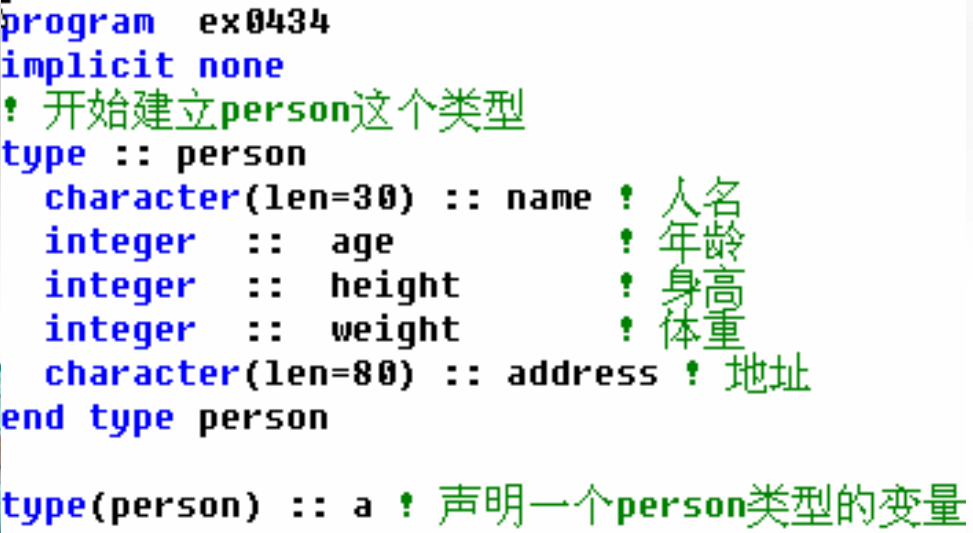 program  ex0434
implicit none
! 开始建立person这个类型
type :: person
  character(len=30) :: name ! 人名
  integer  ::  age          ! 年龄
  integer  ::  height       ! 身高
  integer  ::  weight       ! 体重
  character(len=80) :: address ! 地址
end type person
type(person) :: a ! 声明一个person类型的变量